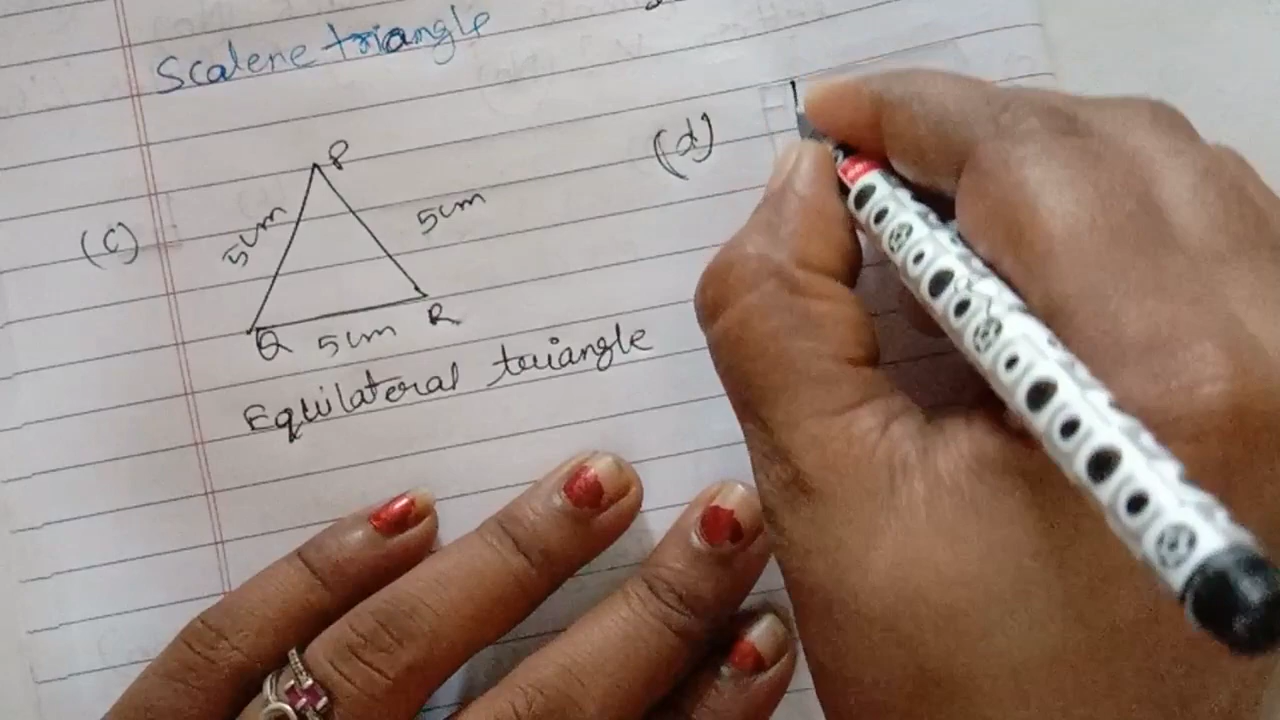 Scalene triangle
(d)
P
(c)
5cm
5cm
Q 5cm R
Equilateral triangle